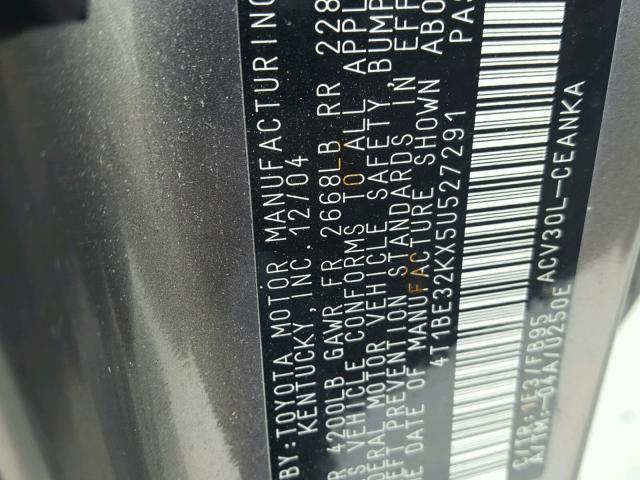 BY: TOYOTA MOTOR MANUFACTURING
KENTUCKY, INC. 12/04
4200LB GAWR FR 2668LB RR 228
VEHICLE CONFORMS TO ALL APPL
MOTOR VEHICLE SAFETY, BUMP
PREVENTION STANDARDS IN EFF
DATE OF MANUFACTURE SHOWN ABO
4T1BE32KX5U527291 PAS
C/TR: 1E3/FB95 ACV30L-CEANKA
A/TM: -04A/U250E